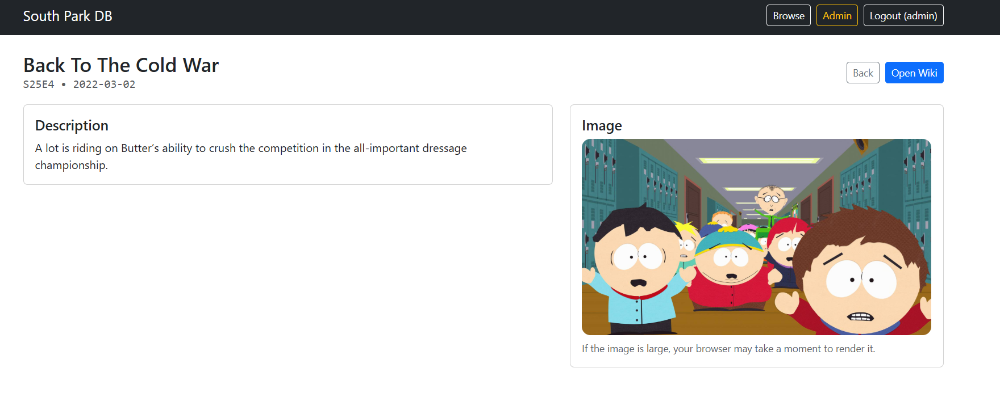 South Park DB
Browse
Admin
Logout (admin)
Back To The Cold War
S25E4 • 2022-03-02
Back
Open Wiki
Description
A lot is riding on Butter’s ability to crush the competition in the all-important dressage
championship.
Image
If the image is large, your browser may take a moment to render it.